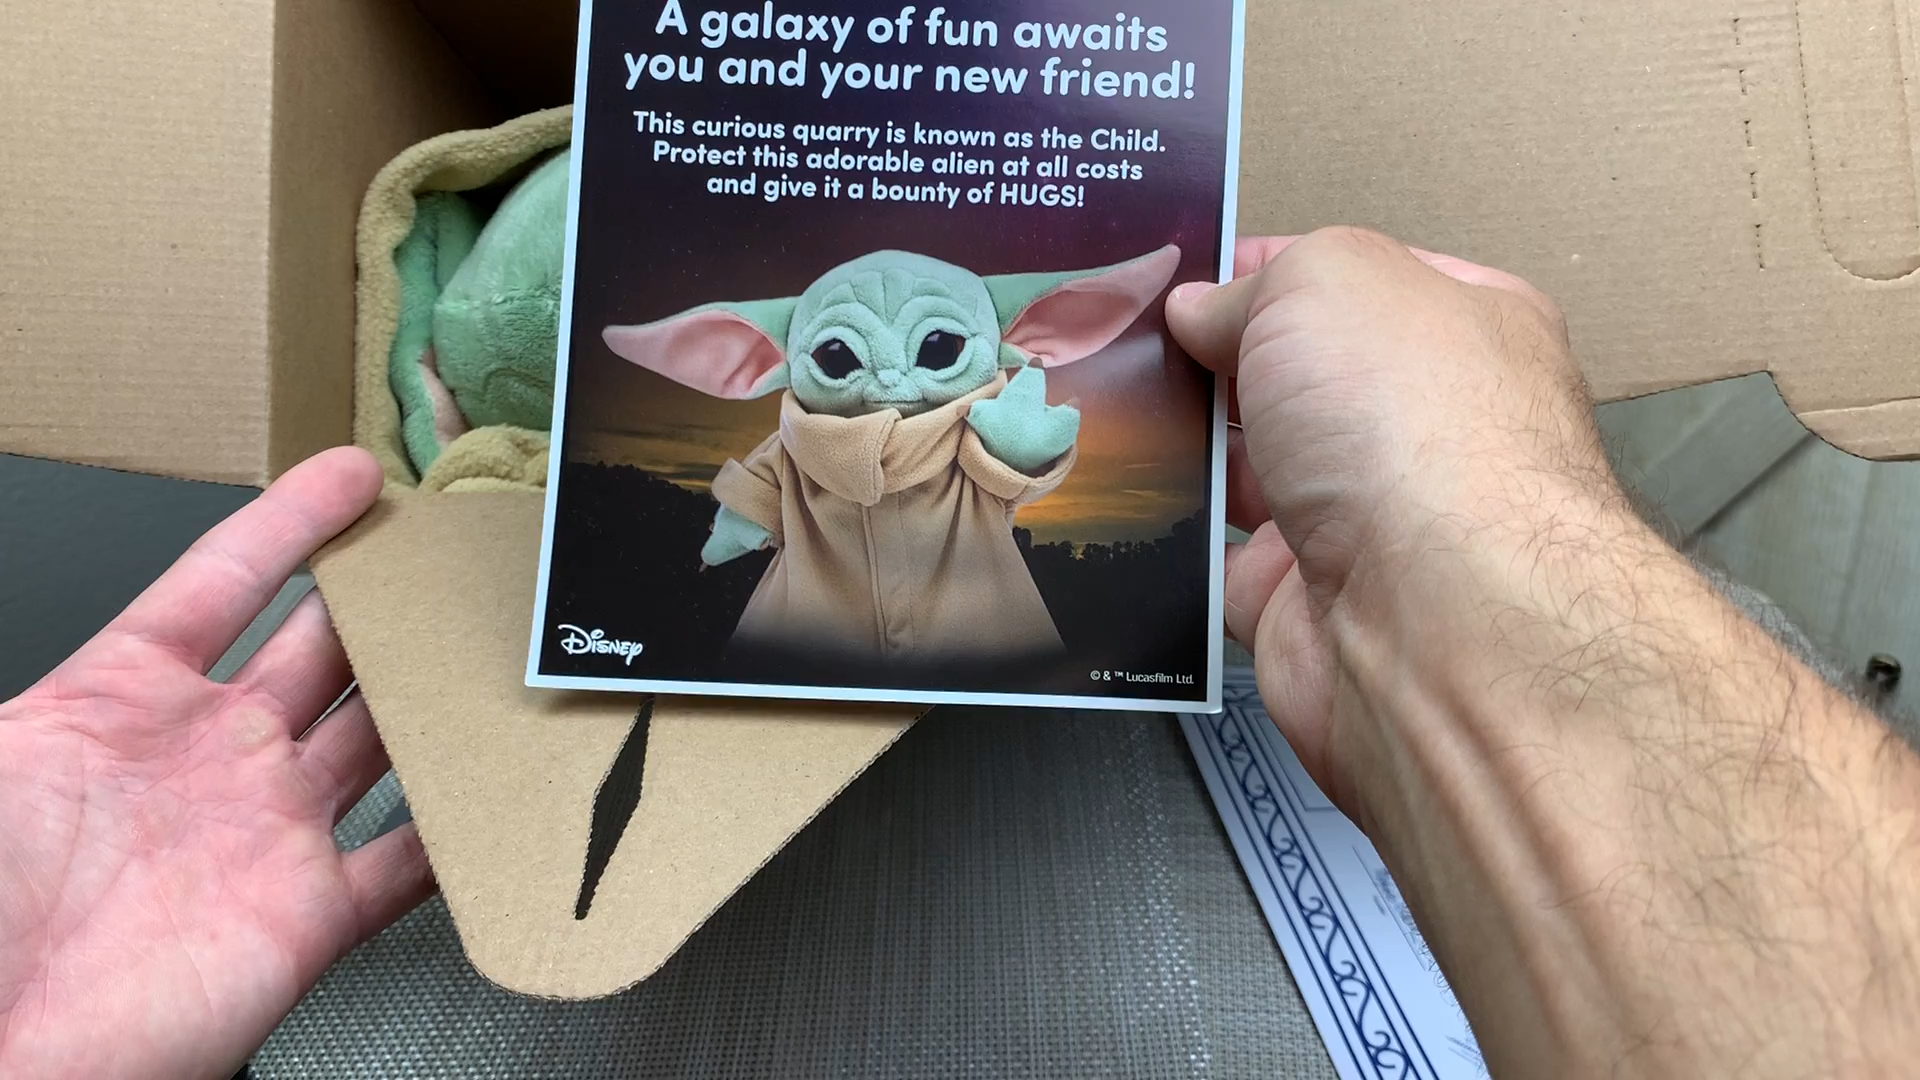 A galaxy of fun awaits
you and your new friend!
This curious quarry is known as the Child.
Protect this adorable alien at all costs
and give it a bounty of HUGS!
Disney
© & ™ Lucasfilm Ltd.